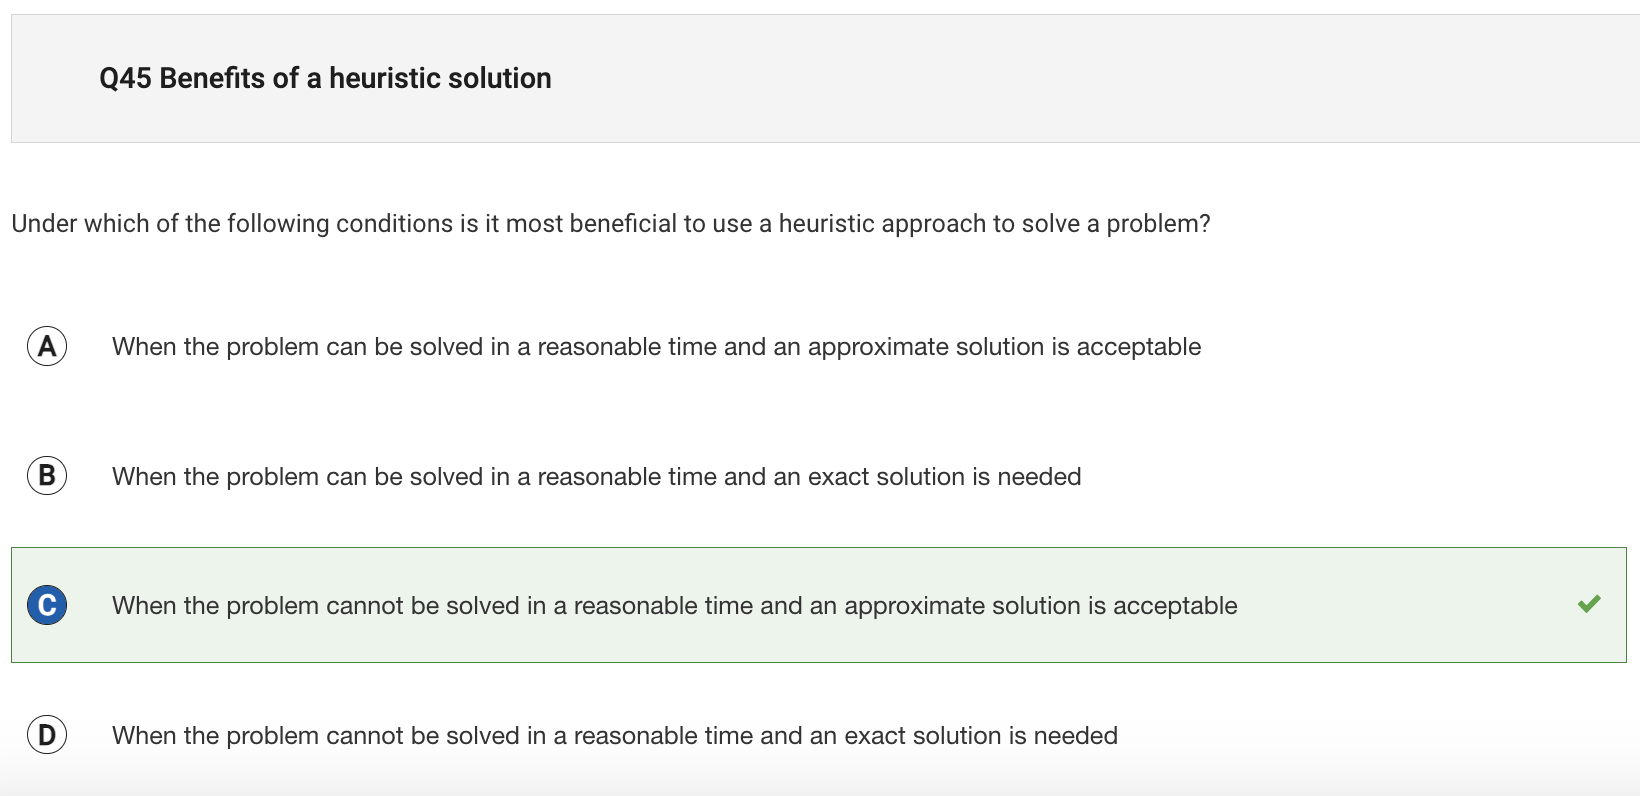 Q45 Benefits of a heuristic solution
Under which of the following conditions is it most beneficial to use a heuristic approach to solve a problem?
A When the problem can be solved in a reasonable time and an approximate solution is acceptable
B When the problem can be solved in a reasonable time and an exact solution is needed
C When the problem cannot be solved in a reasonable time and an approximate solution is acceptable
D When the problem cannot be solved in a reasonable time and an exact solution is needed